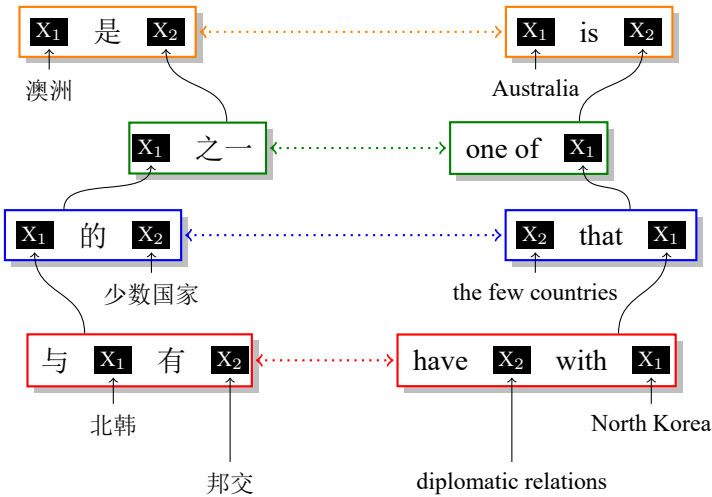 X₁ 是 X₂ X₁ is X₂
澳洲 Australia
X₁ 之一 one of X₁
X₁ 的 X₂ X₂ that X₁
少数国家 the few countries
与 X₁ 有 X₂ have X₂ with X₁
北韩 North Korea
邦交 diplomatic relations